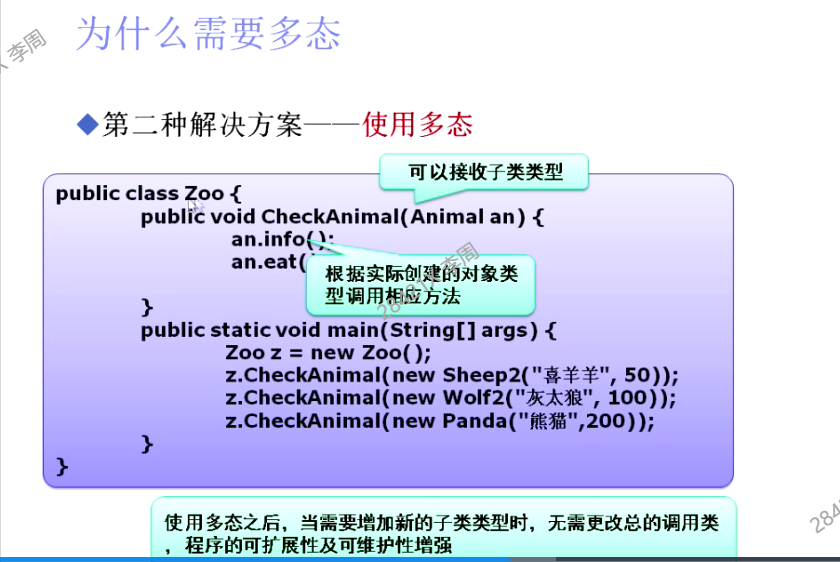 为什么需要多态
李周
◆第二种解决方案——使用多态
可以接收子类类型
public class Zoo {
public void CheckAnimal(Animal an) {
an.info();
an.eat(
根据实际创建的对象类
型调用相应方法
}
public static void main(String[] args) {
Zoo z = new Zoo();
z.CheckAnimal(new Sheep2("喜羊羊", 50));
z.CheckAnimal(new Wolf2("灰太狼", 100));
z.CheckAnimal(new Panda("熊猫",200));
}
}
使用多态之后，当需要增加新的子类类型时，无需更改总的调用类
，程序的可扩展性及可维护性增强